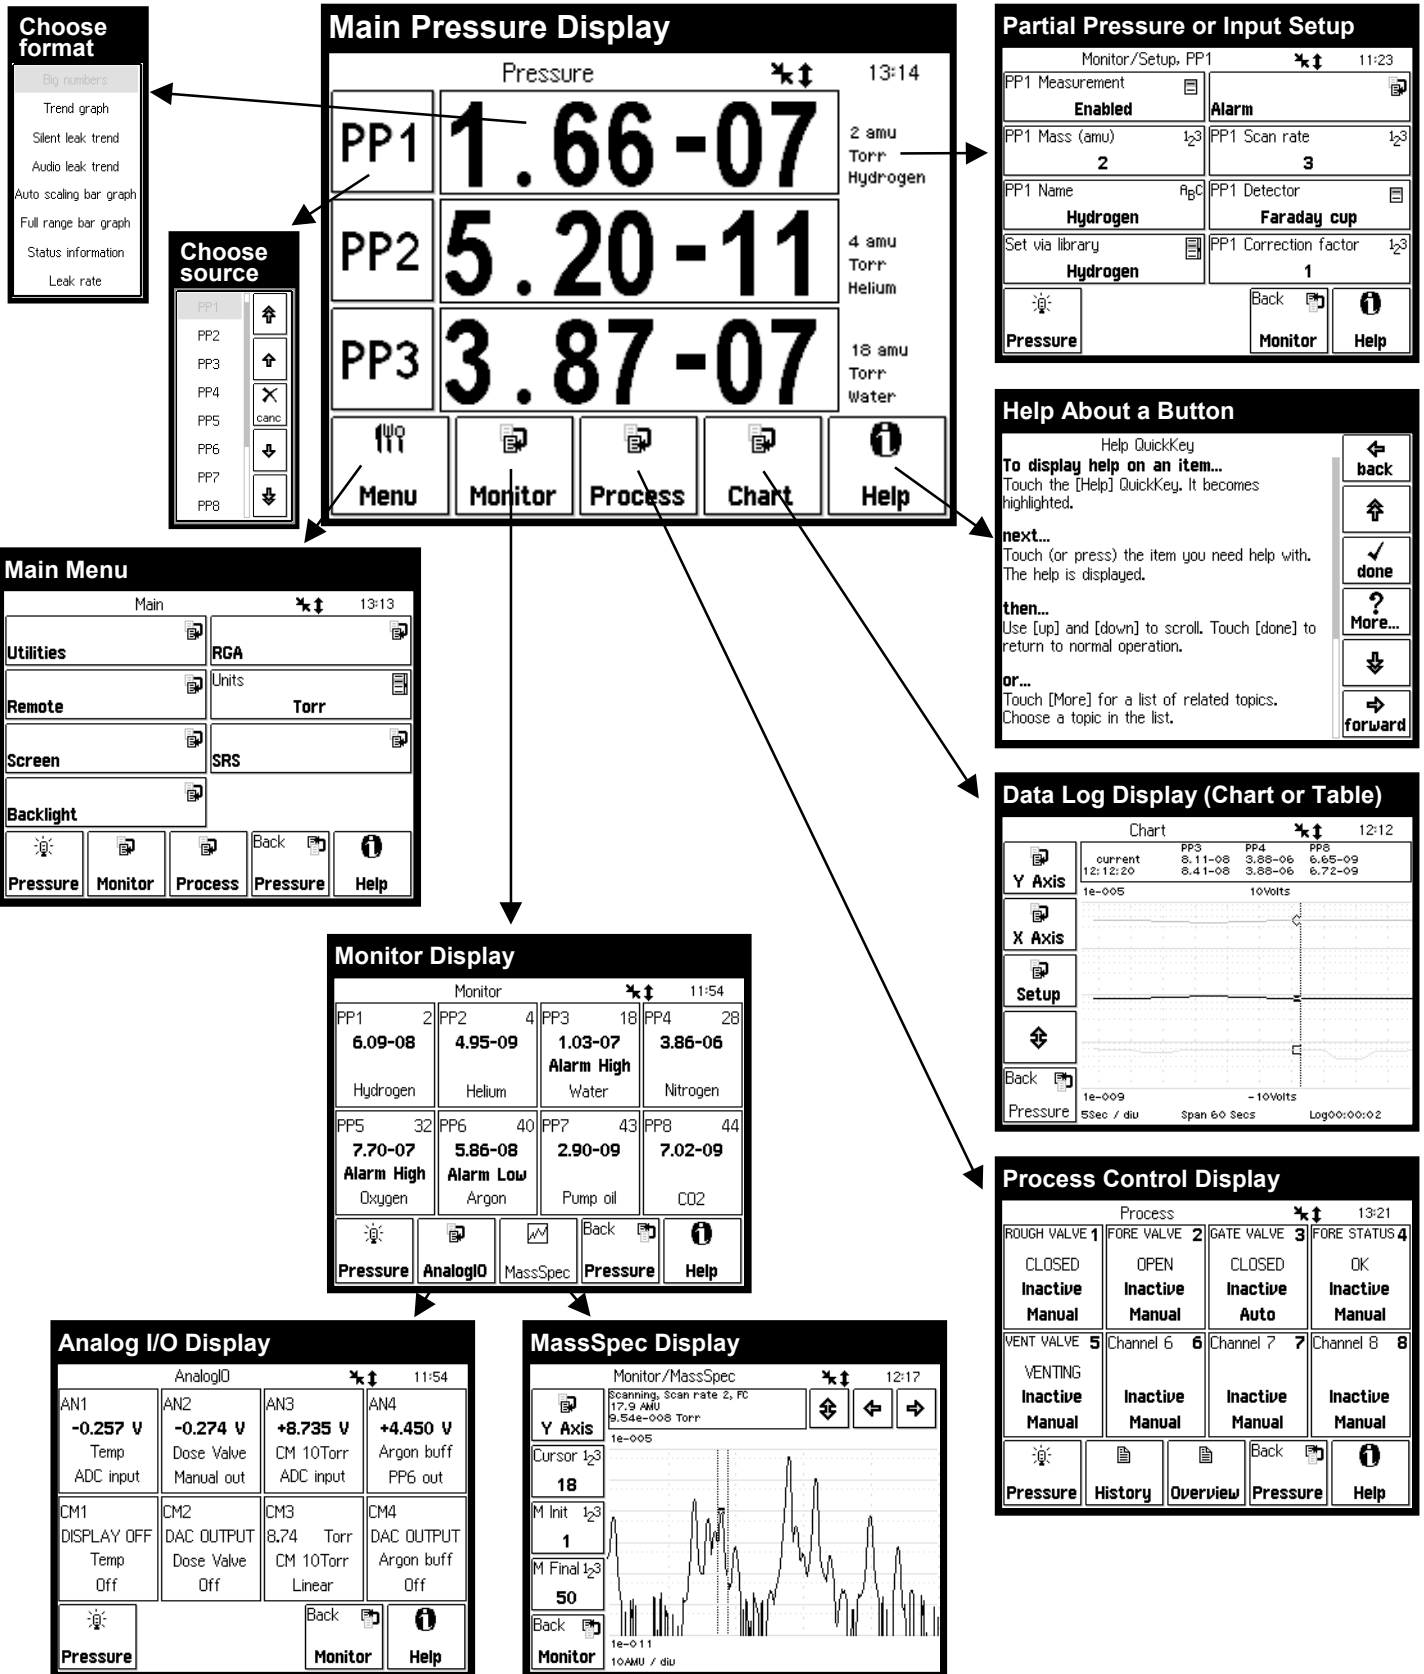 Choose
format
Big numbers
Trend graph
Silent leak trend
Audio leak trend
Auto scaling bar graph
Full range bar graph
Status information
Leak rate
Main Pressure Display
Pressure 13:14
PP1 1.66-07
2 amu
Torr
Hydrogen
PP2 5.20-11
4 amu
Torr
Helium
PP3 3.87-07
18 amu
Torr
Water
Menu Monitor Process Chart Help
Partial Pressure or Input Setup
Monitor/Setup, PP1 11:23
PP1 Measurement
Enabled Alarm
PP1 Mass (amu) 123 PP1 Scan rate 123
2 3
PP1 Name ABC PP1 Detector
Hydrogen Faraday cup
Set via library PP1 Correction factor 123
Hydrogen 1
Back
Pressure Monitor Help
Choose
source
PP1
PP2
PP3
PP4
PP5
PP6
PP7
PP8
canc
Help About a Button
Help QuickKey
To display help on an item...
Touch the [Help] QuickKey. It becomes
highlighted.
next...
Touch (or press) the item you need help with.
The help is displayed.
then...
Use [up] and [down] to scroll. Touch [done] to
return to normal operation.
or...
Touch [More] for a list of related topics.
Choose a topic in the list.
back
done
?
More...
forward
Main Menu
Main 13:13
Utilities RGA
Units
Remote Torr
Screen SRS
Backlight
Back
Pressure Monitor Process Pressure Help
Data Log Display (Chart or Table)
Chart 12:12
PP3 PP4 PP8
current 8.11-08 3.88-06 6.65-09
12:12:20 8.41-08 3.88-06 6.72-09
Y Axis
1e-005 10Volts
X Axis
Setup
Back
Pressure
1e-009 -10Volts
5Sec / div Span 60 Secs Log00:00:02
Monitor Display
Monitor 11:54
PP1 2 PP2 4 PP3 18 PP4 28
6.09-08 4.95-09 1.03-07 3.86-06
Alarm High
Hydrogen Helium Water Nitrogen
PP5 32 PP6 40 PP7 43 PP8 44
7.70-07 5.86-08 2.90-09 7.02-09
Alarm High Alarm Low
Oxygen Argon Pump oil CO2
Back
Pressure AnalogIO MassSpec Pressure Help
Process Control Display
Process 13:21
ROUGH VALVE 1 FORE VALVE 2 GATE VALVE 3 FORE STATUS 4
CLOSED OPEN CLOSED OK
Inactive Inactive Inactive Inactive
Manual Manual Auto Manual
VENT VALVE 5 Channel 6 6 Channel 7 7 Channel 8 8
VENTING
Inactive Inactive Inactive Inactive
Manual Manual Manual Manual
Back
Pressure History Overview Pressure Help
Analog I/O Display
AnalogIO 11:54
AN1 AN2 AN3 AN4
-0.257 V -0.274 V +8.735 V +4.450 V
Temp Dose Valve CM 10Torr Argon buff
ADC input Manual out ADC input PP6 out
CM1 CM2 CM3 CM4
DISPLAY OFF DAC OUTPUT 8.74 Torr DAC OUTPUT
Temp Dose Valve CM 10Torr Argon buff
Off Off Linear Off
Back
Pressure Monitor Help
MassSpec Display
Monitor/MassSpec 12:17
Scanning, Scan rate 2, FC
17.9 AMU
9.54e-008 Torr
Y Axis
1e-005
Cursor 123
18
M Init 123
1
M Final 123
50
Back
Monitor
1e-011
10AMU / div